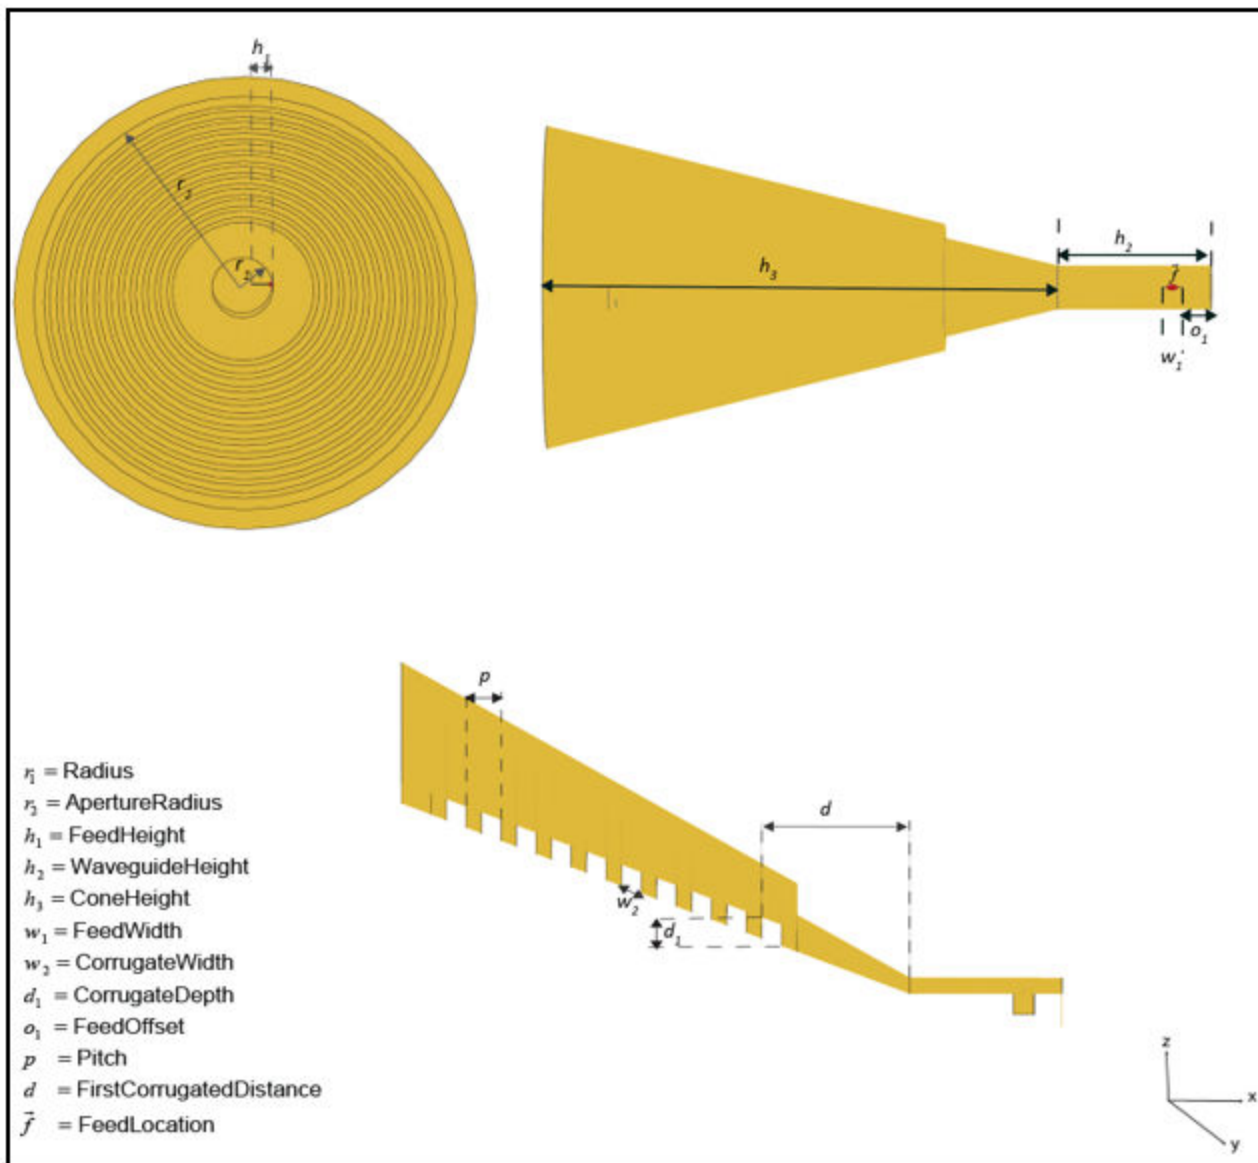 h₁
r₂
r₁
h₃
h₂
f⃗
o₁
w₁
p
d
w₂
d₁
r₁ = Radius
r₂ = ApertureRadius
h₁ = FeedHeight
h₂ = WaveguideHeight
h₃ = ConeHeight
w₁ = FeedWidth
w₂ = CorrugateWidth
d₁ = CorrugateDepth
o₁ = FeedOffset
p = Pitch
d = FirstCorrugatedDistance
f⃗ = FeedLocation
z
x
y